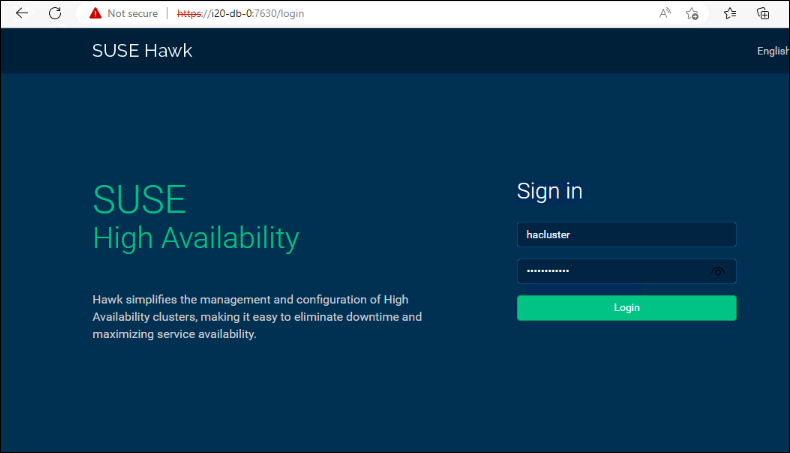 Not secure | https://i20-db-0:7630/login
SUSE Hawk
English
SUSE
High Availability
Hawk simplifies the management and configuration of High
Availability clusters, making it easy to eliminate downtime and
maximizing service availability.
Sign in
hacluster
••••••••••••
Login